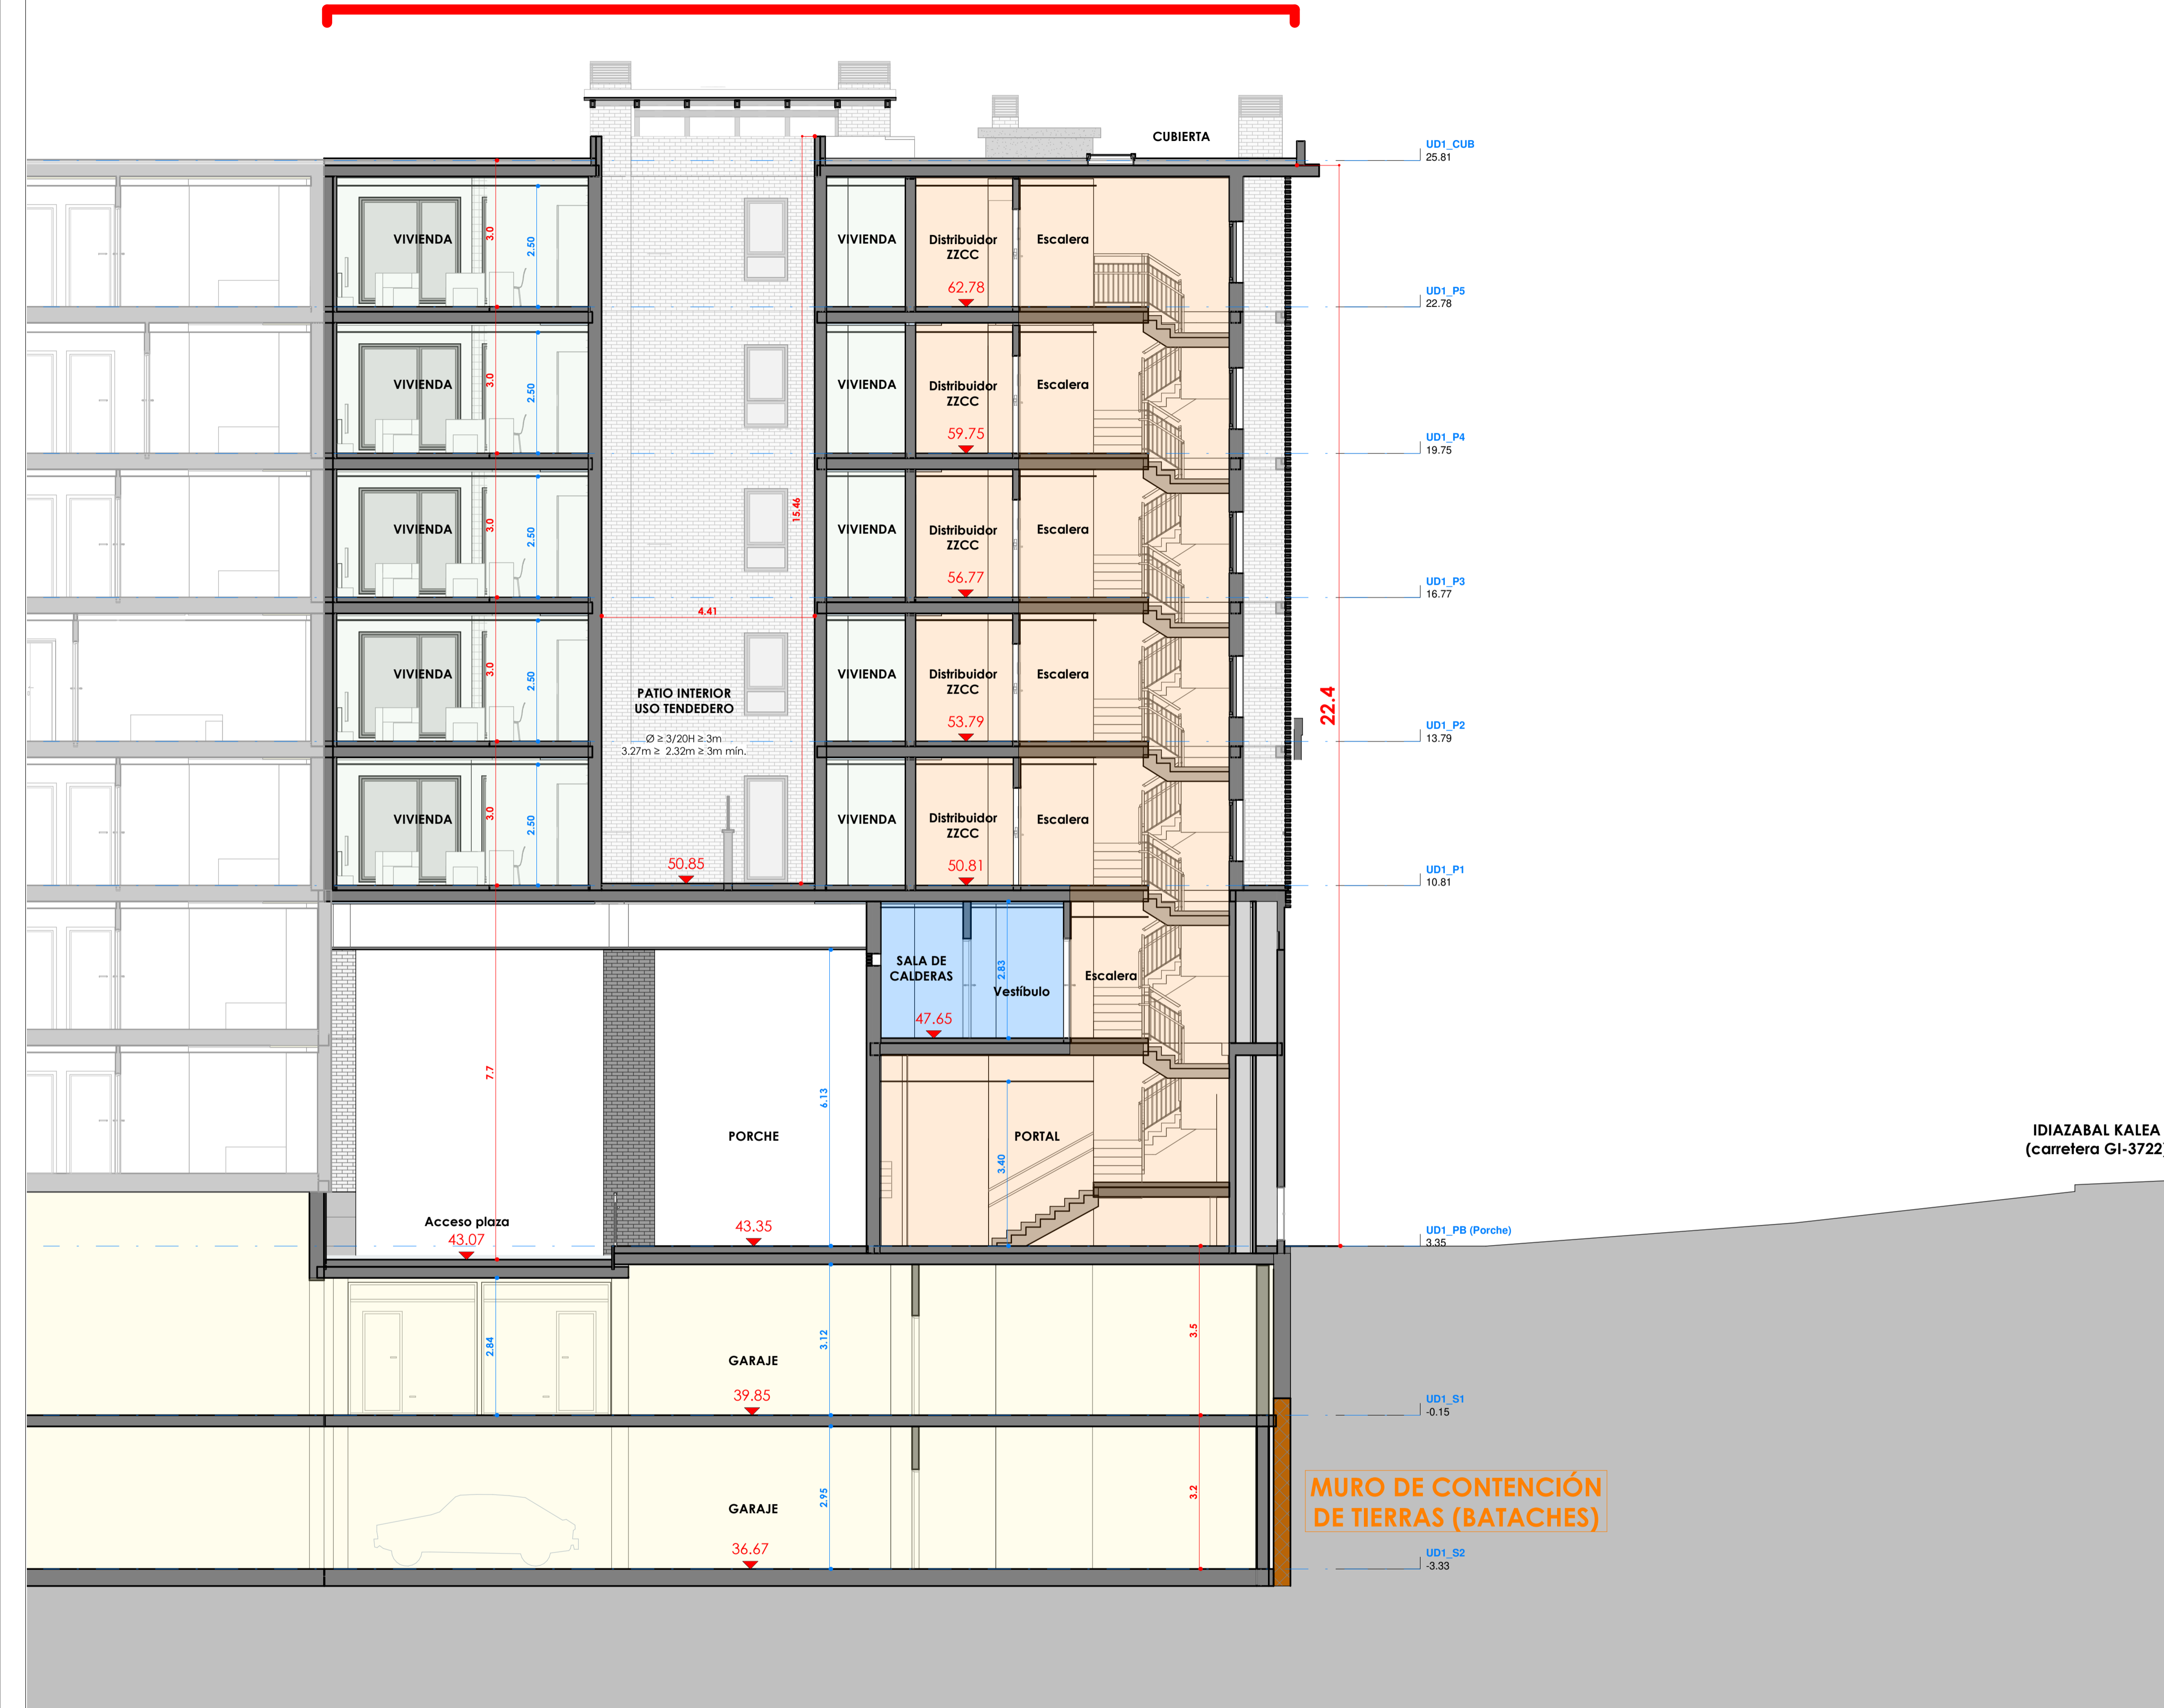 CUBIERTA
UD1_CUB
25.81
VIVIENDA
3.0
2.50
VIVIENDA
Distribuidor
ZZCC
62.78
Escalera
UD1_P5
22.78
VIVIENDA
3.0
2.50
VIVIENDA
Distribuidor
ZZCC
59.75
Escalera
UD1_P4
19.75
VIVIENDA
3.0
2.50
15.46
VIVIENDA
Distribuidor
ZZCC
56.77
Escalera
UD1_P3
16.77
4.41
VIVIENDA
3.0
2.50
PATIO INTERIOR
USO TENDEDERO
Ø ≥ 3/20H ≥ 3m
3.27m ≥ 2.32m ≥ 3m mín.
VIVIENDA
Distribuidor
ZZCC
53.79
Escalera
22.4
UD1_P2
13.79
VIVIENDA
3.0
2.50
50.85
VIVIENDA
Distribuidor
ZZCC
50.81
Escalera
UD1_P1
10.81
SALA DE
CALDERAS
47.65
2.83
Vestíbulo
Escalera
7.7
6.13
PORCHE
PORTAL
3.40
IDIAZABAL KALEA
(carretera GI-3722)
Acceso plaza
43.07
43.35
UD1_PB (Porche)
3.35
2.84
3.12
3.5
GARAJE
39.85
UD1_S1
-0.15
2.95
3.2
GARAJE
36.67
MURO DE CONTENCIÓN
DE TIERRAS (BATACHES)
UD1_S2
-3.33